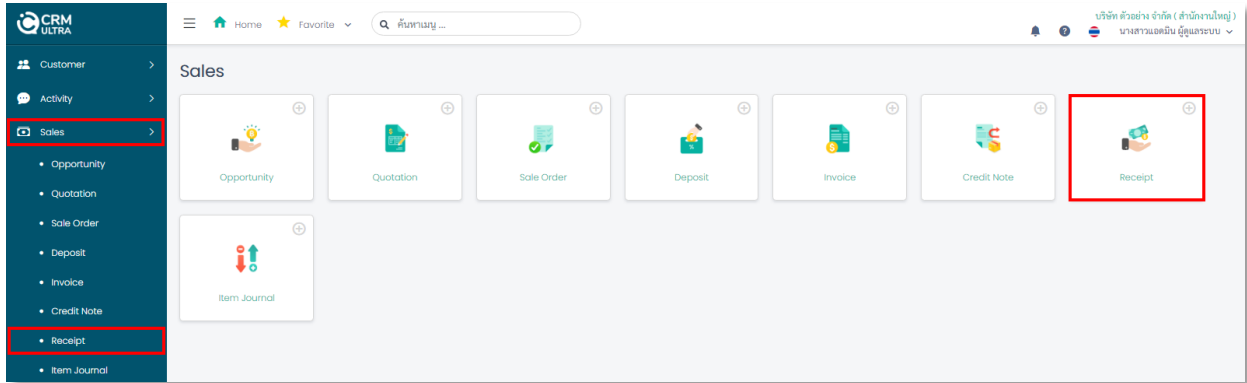 CRM
ULTRA
Home
Favorite
ค้นหาเมนู ...
บริษัท ตัวอย่าง จำกัด ( สำนักงานใหญ่ )
นางสาวแอดมิน ผู้ดูแลระบบ
Customer
Activity
Sales
Opportunity
Quotation
Sale Order
Deposit
Invoice
Credit Note
Receipt
Item Journal
Sales
Opportunity
Quotation
Sale Order
Deposit
Invoice
Credit Note
Receipt
Item Journal